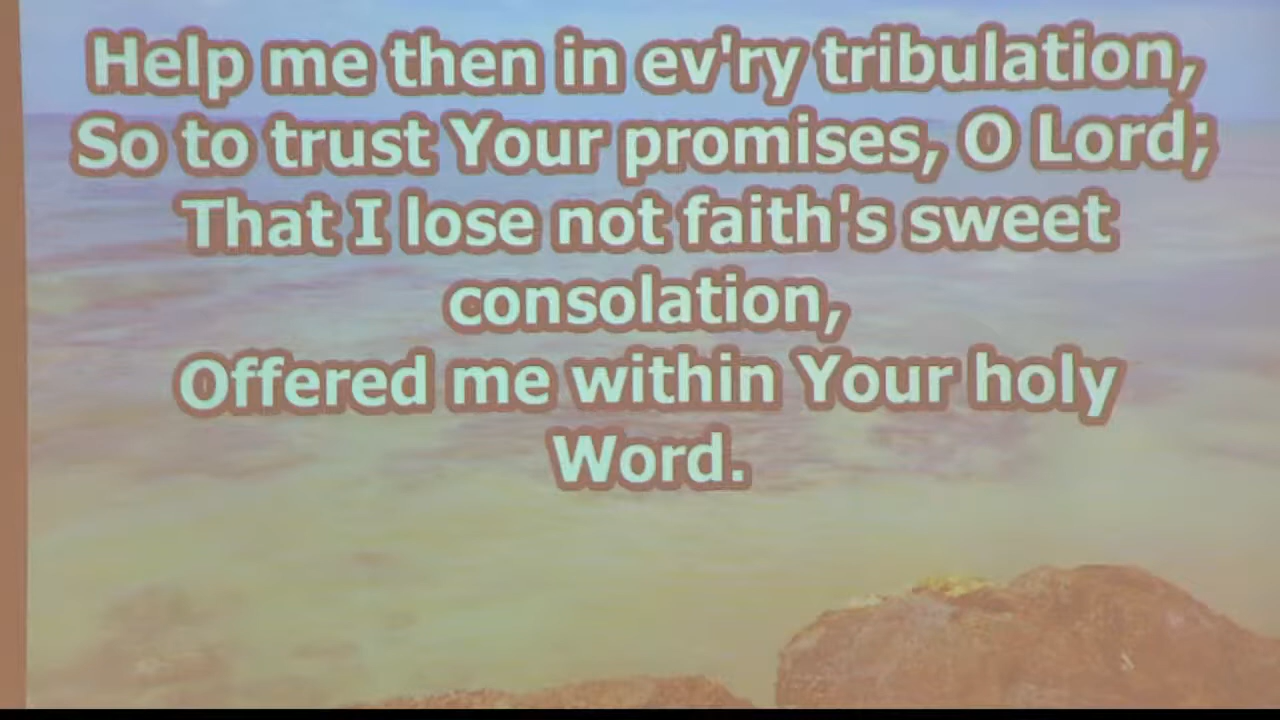 Help me then in ev'ry tribulation,
So to trust Your promises, O Lord;
That I lose not faith's sweet
consolation,
Offered me within Your holy
Word.